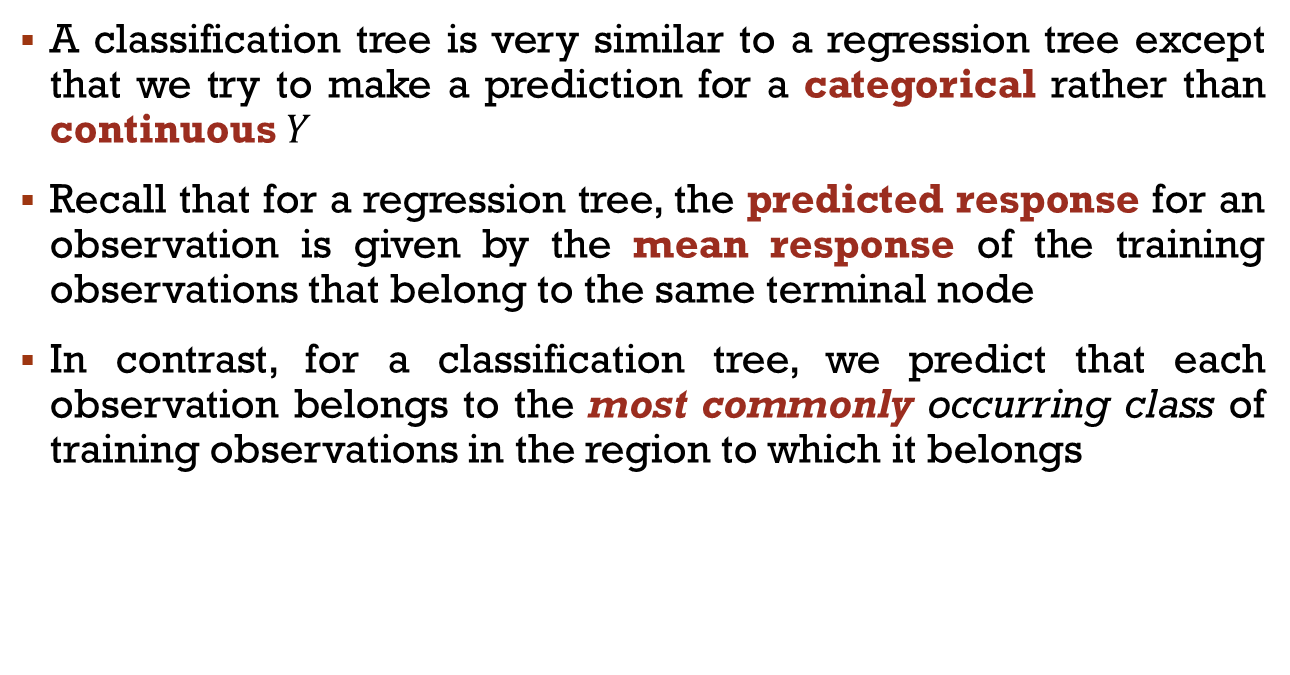 ▪ A classification tree is very similar to a regression tree except
that we try to make a prediction for a categorical rather than
continuous Y
▪ Recall that for a regression tree, the predicted response for an
observation is given by the mean response of the training
observations that belong to the same terminal node
▪ In contrast, for a classification tree, we predict that each
observation belongs to the most commonly occurring class of
training observations in the region to which it belongs